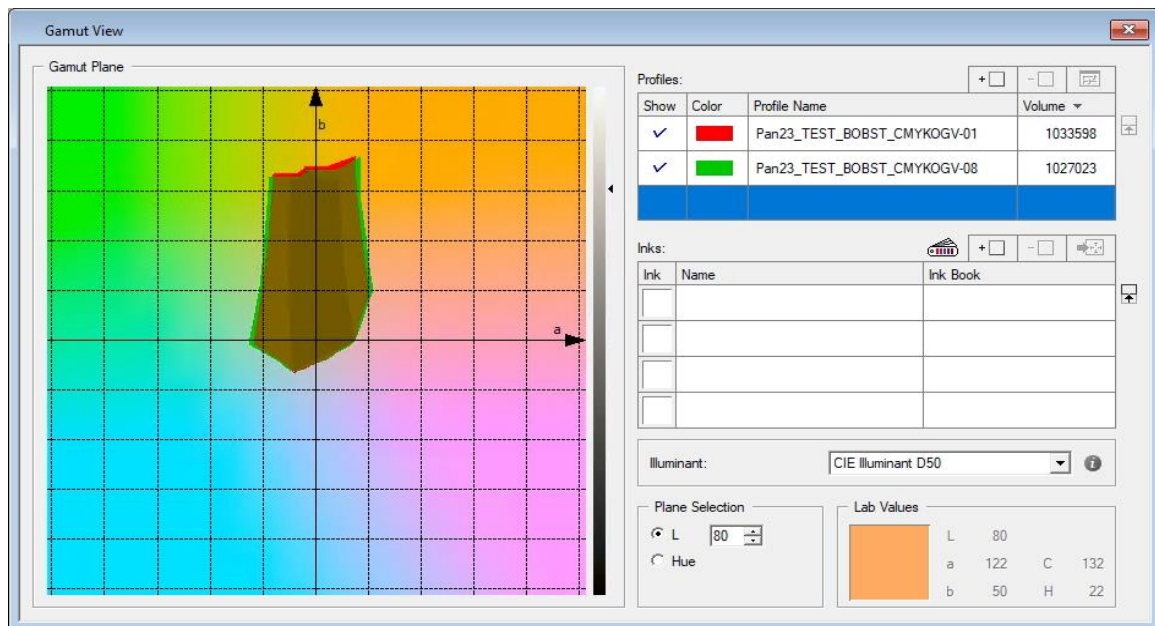 Gamut View
Gamut Plane
b
a
Profiles:
Show Color Profile Name Volume
Pan23_TEST_BOBST_CMYKOGV-01 1033598
Pan23_TEST_BOBST_CMYKOGV-08 1027023
Inks:
Ink Name Ink Book
Illuminant: CIE Illuminant D50
Plane Selection
L 80
Hue
Lab Values
L 80
a 122 C 132
b 50 H 22